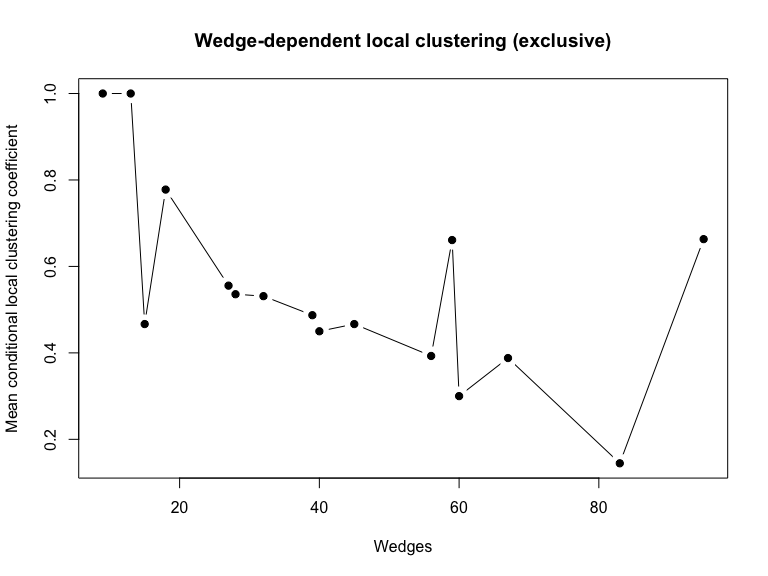 Wedge-dependent local clustering (exclusive)
Mean conditional local clustering coefficient
1.0
0.8
0.6
0.4
0.2
20 40 60 80
Wedges